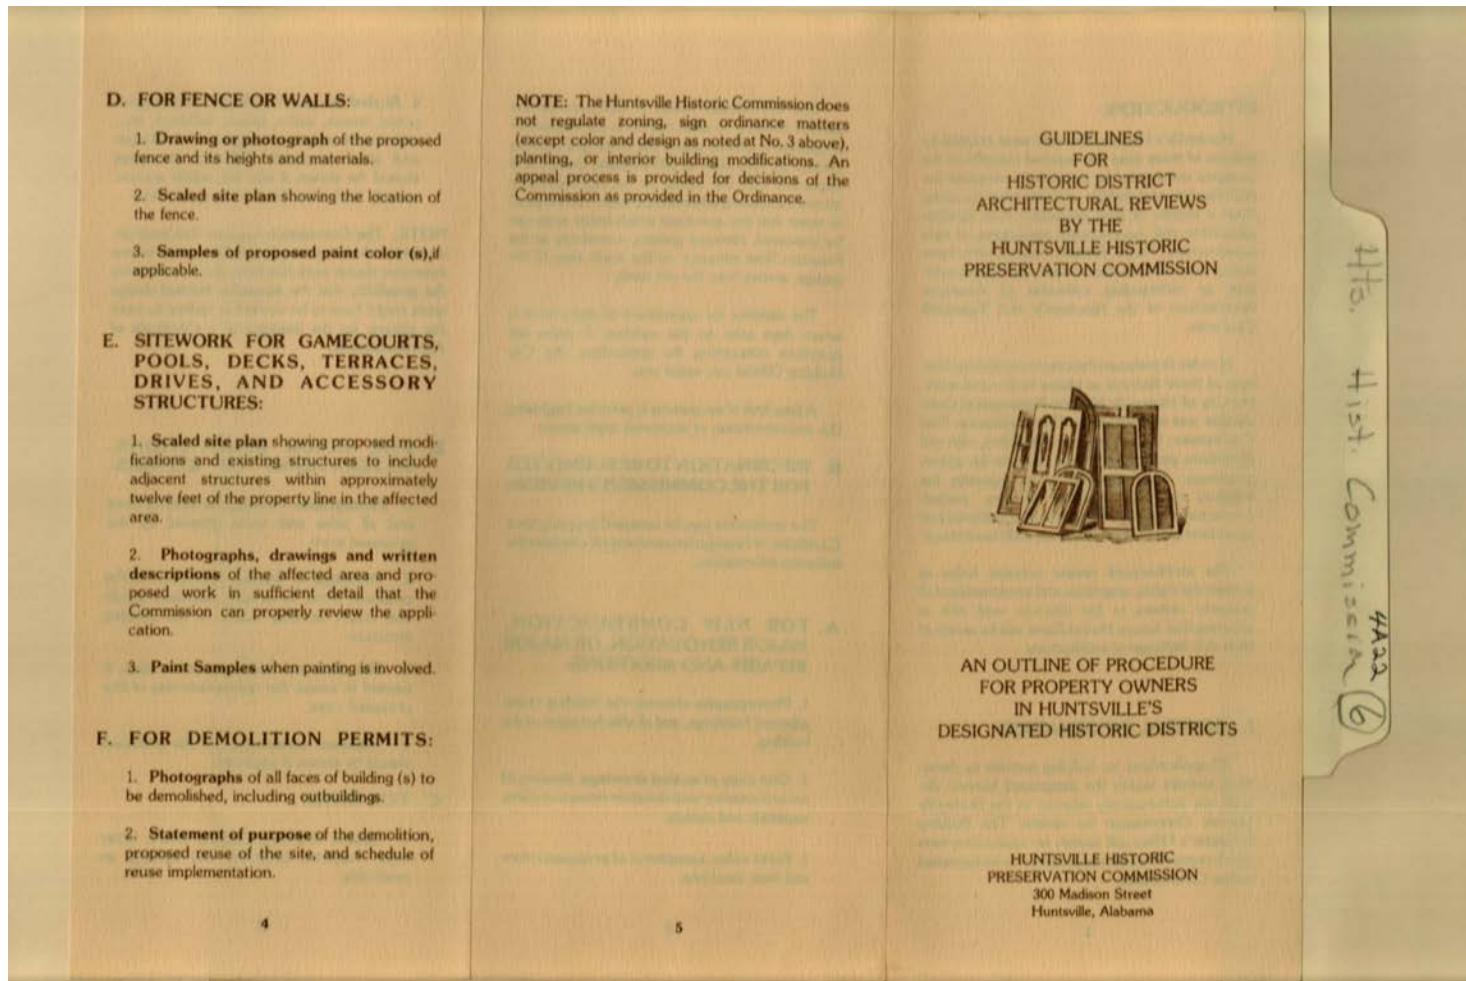 D. FOR FENCE OR WALLS:
1. Drawing or photograph of the proposed
fence and its heights and materials.
2. Scaled site plan showing the location of
the fence.
3. Samples of proposed paint color (s),if
applicable.
E. SITEWORK FOR GAMECOURTS,
POOLS, DECKS, TERRACES,
DRIVES, AND ACCESSORY
STRUCTURES:
1. Scaled site plan showing proposed modi-
fications and existing structures to include
adjacent structures within approximately
twelve feet of the property line in the affected
area.
2. Photographs, drawings and written
descriptions of the affected area and pro-
posed work in sufficient detail that the
Commission can properly review the appli-
cation.
3. Paint Samples when painting is involved.
F. FOR DEMOLITION PERMITS:
1. Photographs of all faces of building (s) to
be demolished, including outbuildings.
2. Statement of purpose of the demolition,
proposed reuse of the site, and schedule of
reuse implementation.
4
NOTE: The Huntsville Historic Commission does
not regulate zoning, sign ordinance matters
(except color and design as noted at No. 3 above),
planting, or interior building modifications. An
appeal process is provided for decisions of the
Commission as provided in the Ordinance.
5
GUIDELINES
FOR
HISTORIC DISTRICT
ARCHITECTURAL REVIEWS
BY THE
HUNTSVILLE HISTORIC
PRESERVATION COMMISSION
AN OUTLINE OF PROCEDURE
FOR PROPERTY OWNERS
IN HUNTSVILLE'S
DESIGNATED HISTORIC DISTRICTS
HUNTSVILLE HISTORIC
PRESERVATION COMMISSION
300 Madison Street
Huntsville, Alabama
Hts. Hist. Commission 6
4A22